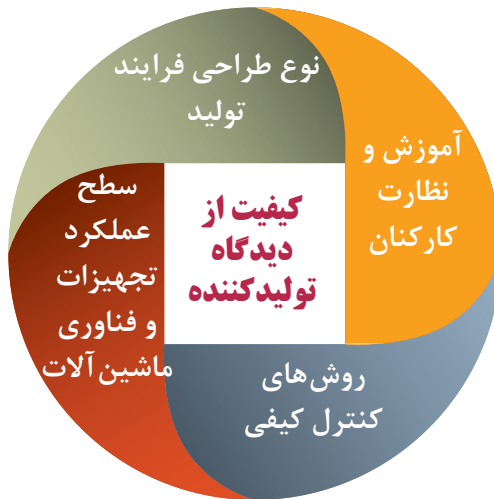 نوع طراحی فرایند
تولید
آموزش و
نظارت
کارکنان
سطح
عملکرد
تجهیزات
و فناوری
ماشین‌آلات
کیفیت از
دیدگاه
تولیدکننده
روش‌های
کنترل کیفی